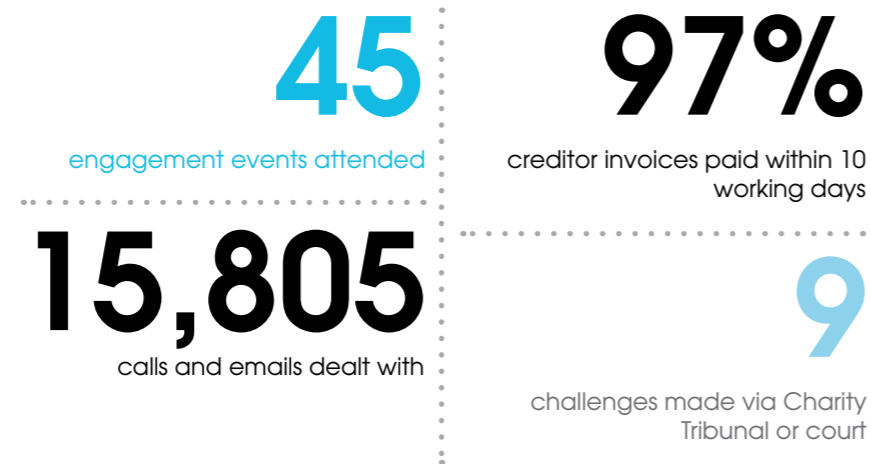 45
engagement events attended
15,805
calls and emails dealt with
97%
creditor invoices paid within 10
working days
9
challenges made via Charity
Tribunal or court